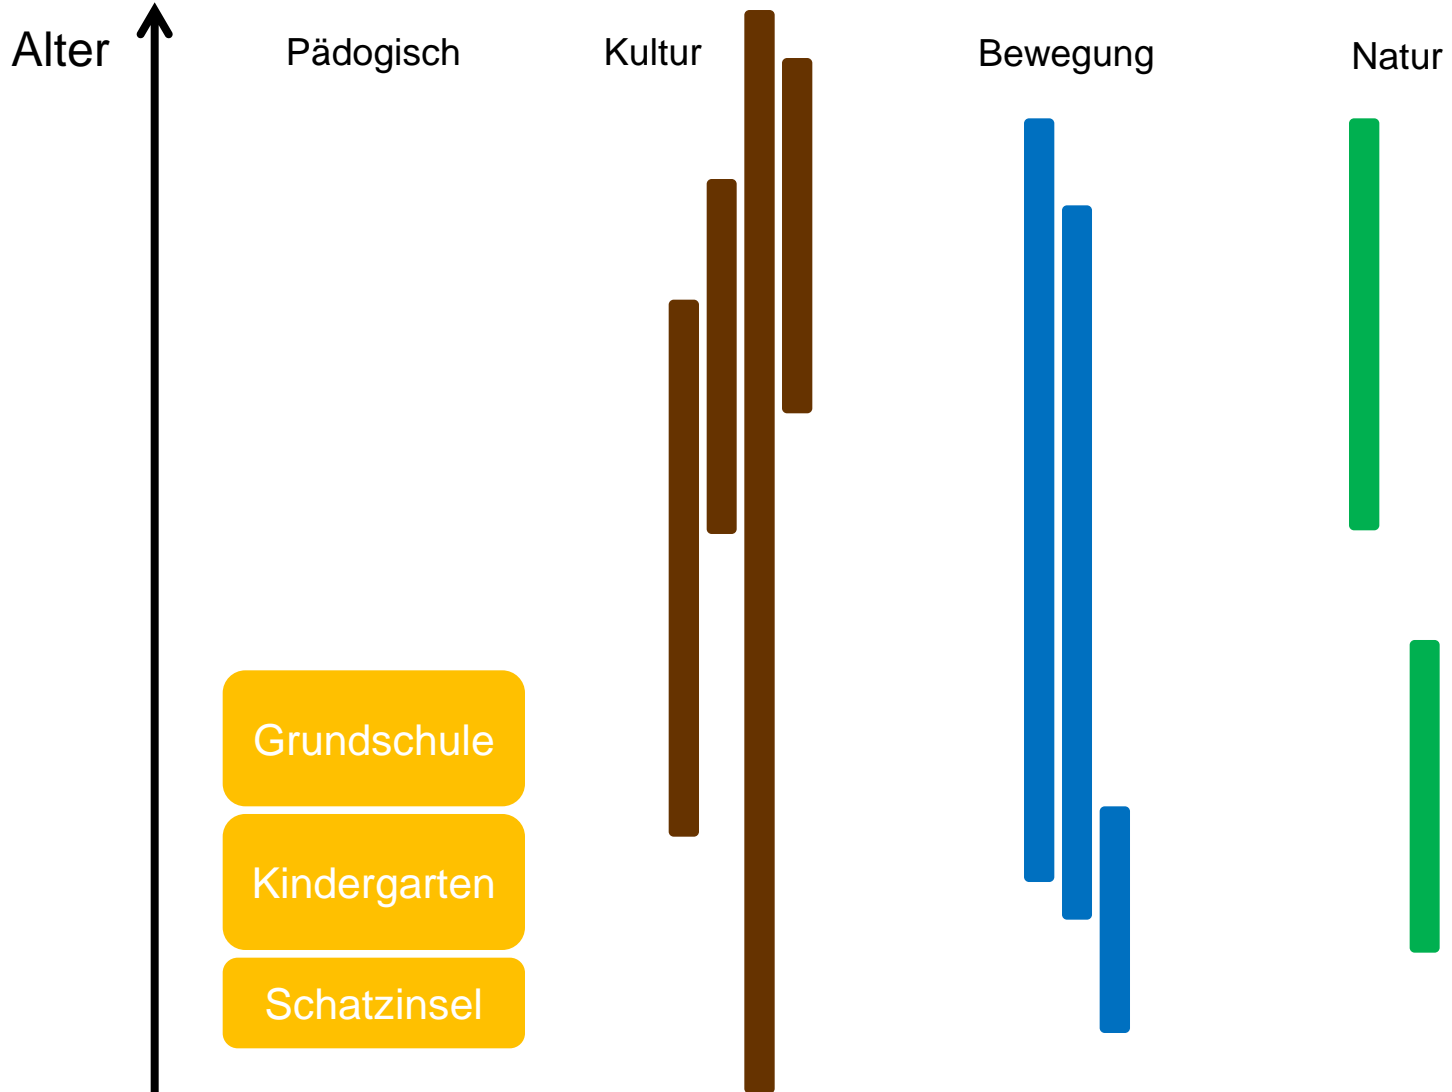 Alter
Pädogisch
Kultur
Bewegung
Natur
Grundschule
Kindergarten
Schatzinsel